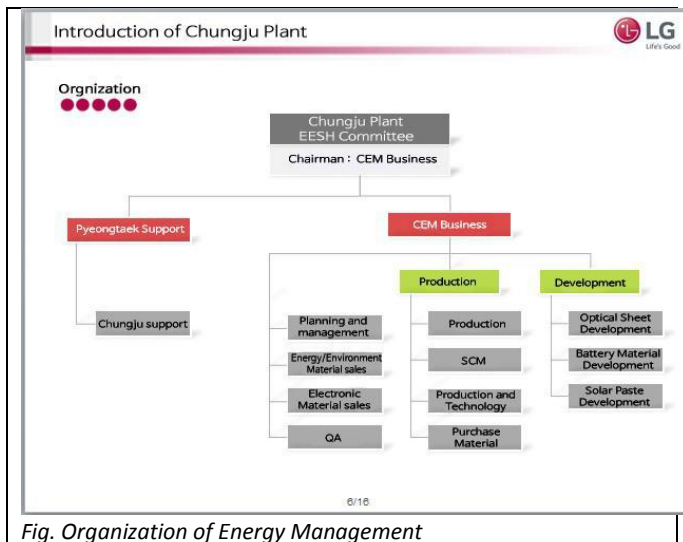 Introduction of Chungju Plant
LG
Life's Good
Orgnization
Chungju Plant
EESH Committee
Chairman : CEM Business
Pyeongtaek Support
CEM Business
Production
Development
Chungju support
Planning and
management
Energy/Environment
Material sales
Electronic
Material sales
QA
Production
SCM
Production and
Technology
Purchase
Material
Optical Sheet
Development
Battery Material
Development
Solar Paste
Development
6/16
Fig. Organization of Energy Management